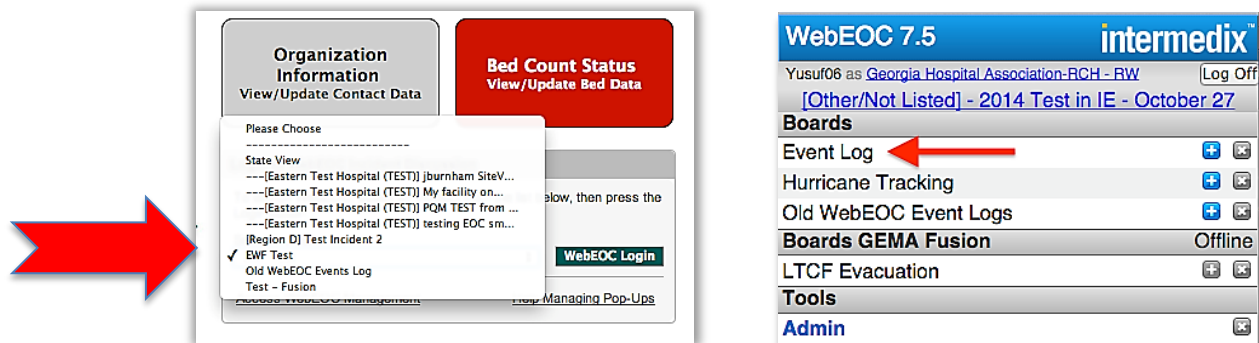 Organization
Information
View/Update Contact Data
Bed Count Status
View/Update Bed Data
Please Choose
--------------------------
State View
---[Eastern Test Hospital (TEST)] jburnham SiteV...
---[Eastern Test Hospital (TEST)] My facility on...
---[Eastern Test Hospital (TEST)] PQM TEST from ...
---[Eastern Test Hospital (TEST)] testing EOC sm...
[Region D] Test Incident 2
✓ EWF Test
Old WebEOC Events Log
Test - Fusion
elow, then press the
WebEOC Login
Access WebEOC Management
Help Managing Pop-Ups
WebEOC 7.5
intermedix™
Yusuf06 as Georgia Hospital Association-RCH - RW
Log Off
[Other/Not Listed] - 2014 Test in IE - October 27
Boards
Event Log
Hurricane Tracking
Old WebEOC Event Logs
Boards GEMA Fusion
Offline
LTCF Evacuation
Tools
Admin